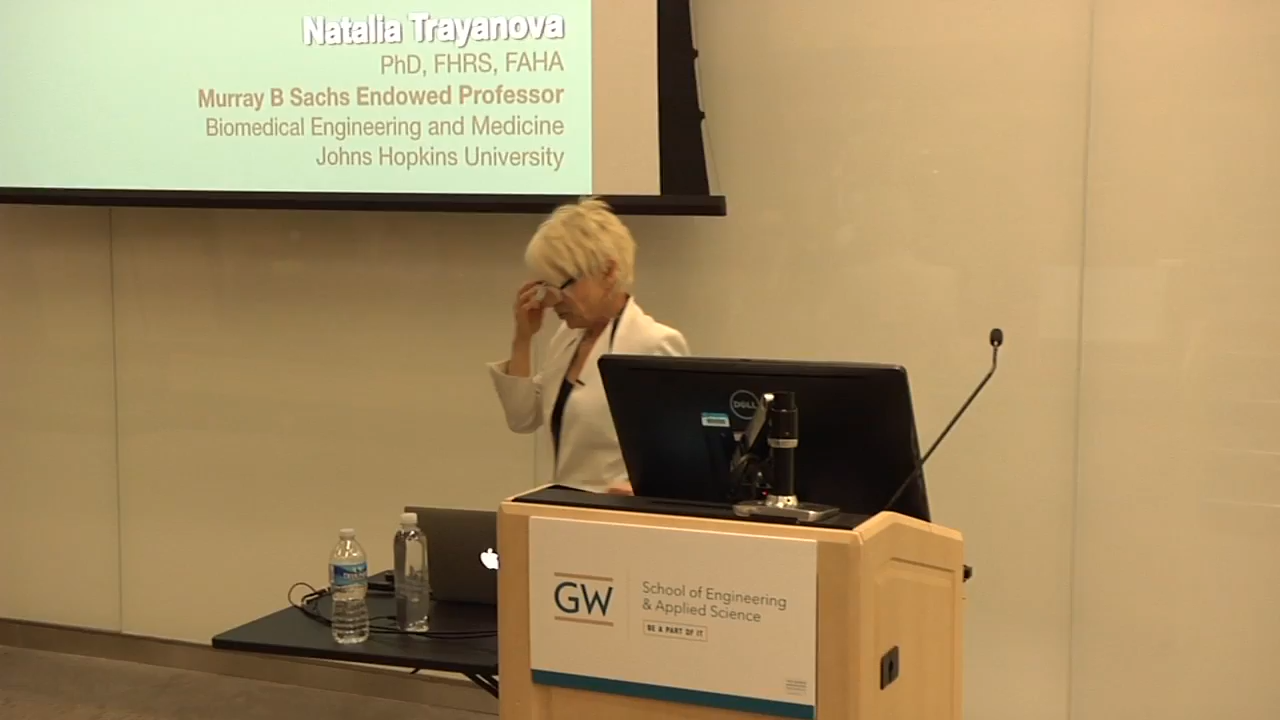 Natalia Trayanova
PhD, FHRS, FAHA
Murray B Sachs Endowed Professor
Biomedical Engineering and Medicine
Johns Hopkins University
DELL
GW
School of Engineering
& Applied Science
BE A PART OF IT